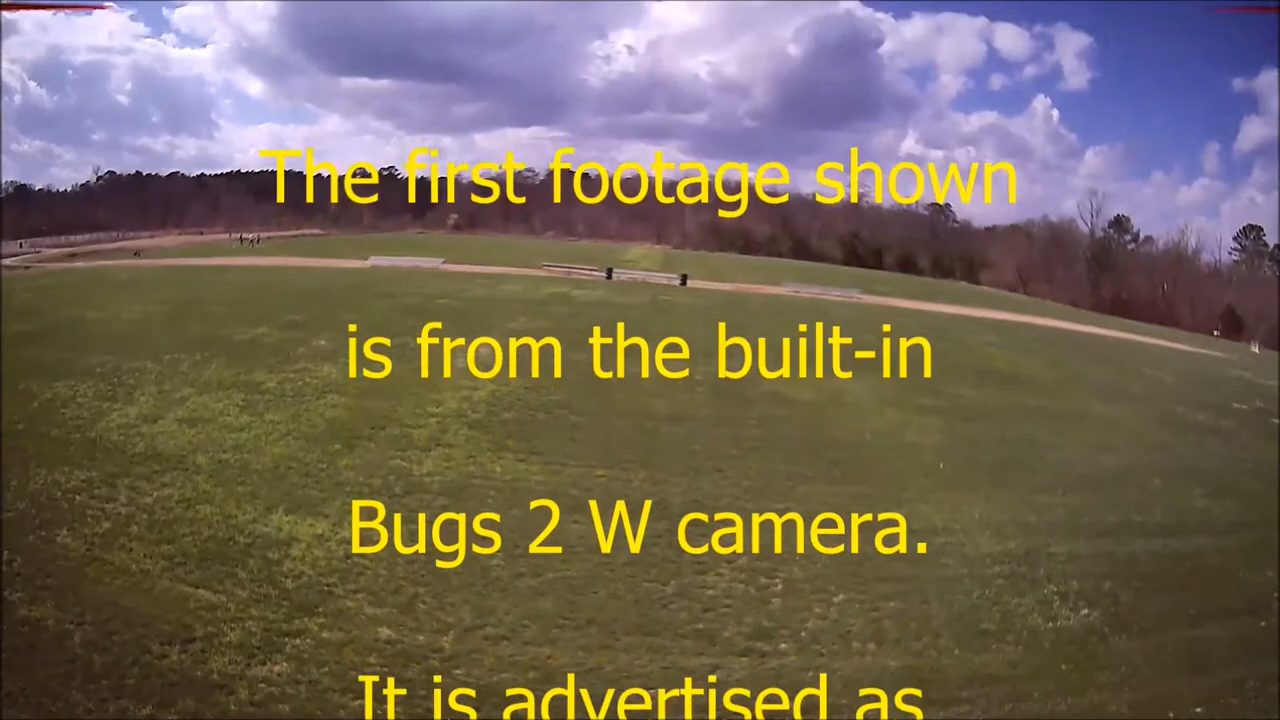 The first footage shown
is from the built-in
Bugs 2 W camera.
It is advertised as